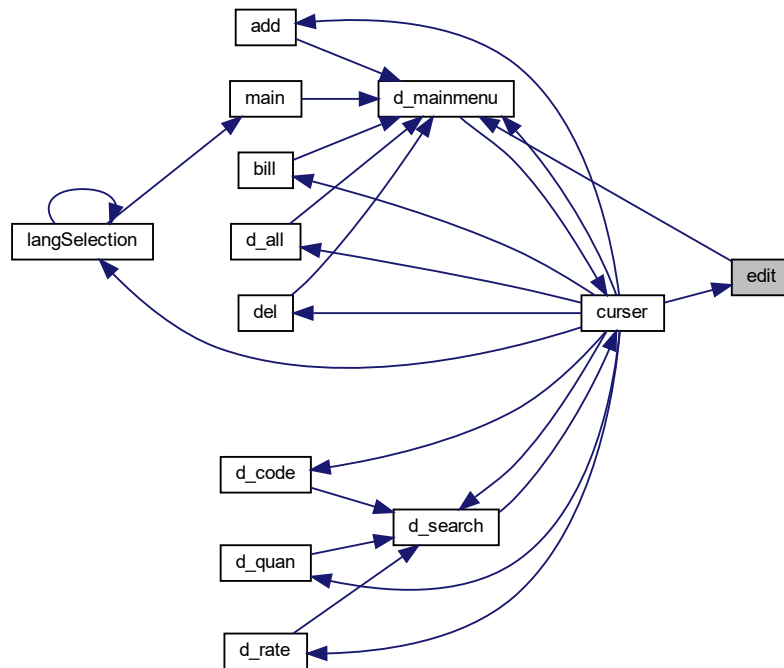 add
main
d_mainmenu
bill
langSelection
d_all
edit
del
curser
d_code
d_search
d_quan
d_rate